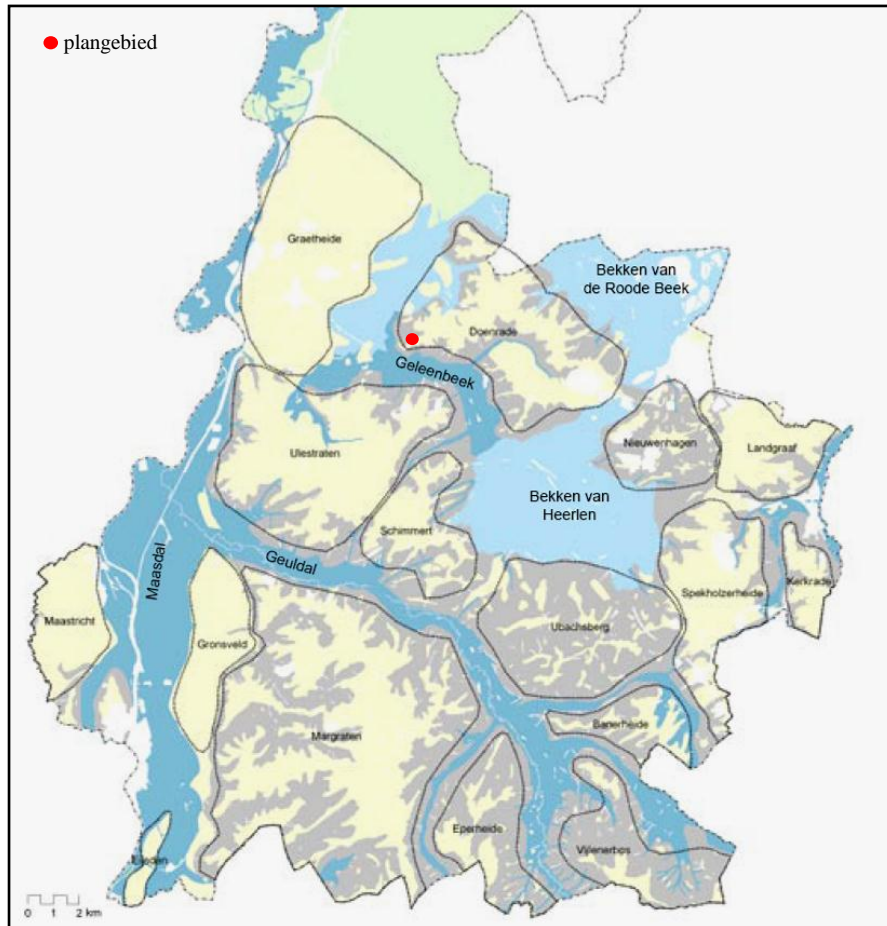 plangebied
Graetheide
Bekken van
de Roode Beek
Doenrade
Geleenbeek
Ulestraten
Nieuwenhagen
Landgraaf
Bekken van
Heerlen
Schimmert
Maasdal
Geuldal
Spekholzerheide
Kerkrade
Maastricht
Ubachsberg
Gronsveld
Banerheide
Margraten
Eperheide
Vijlenerbos
0 1 2 km